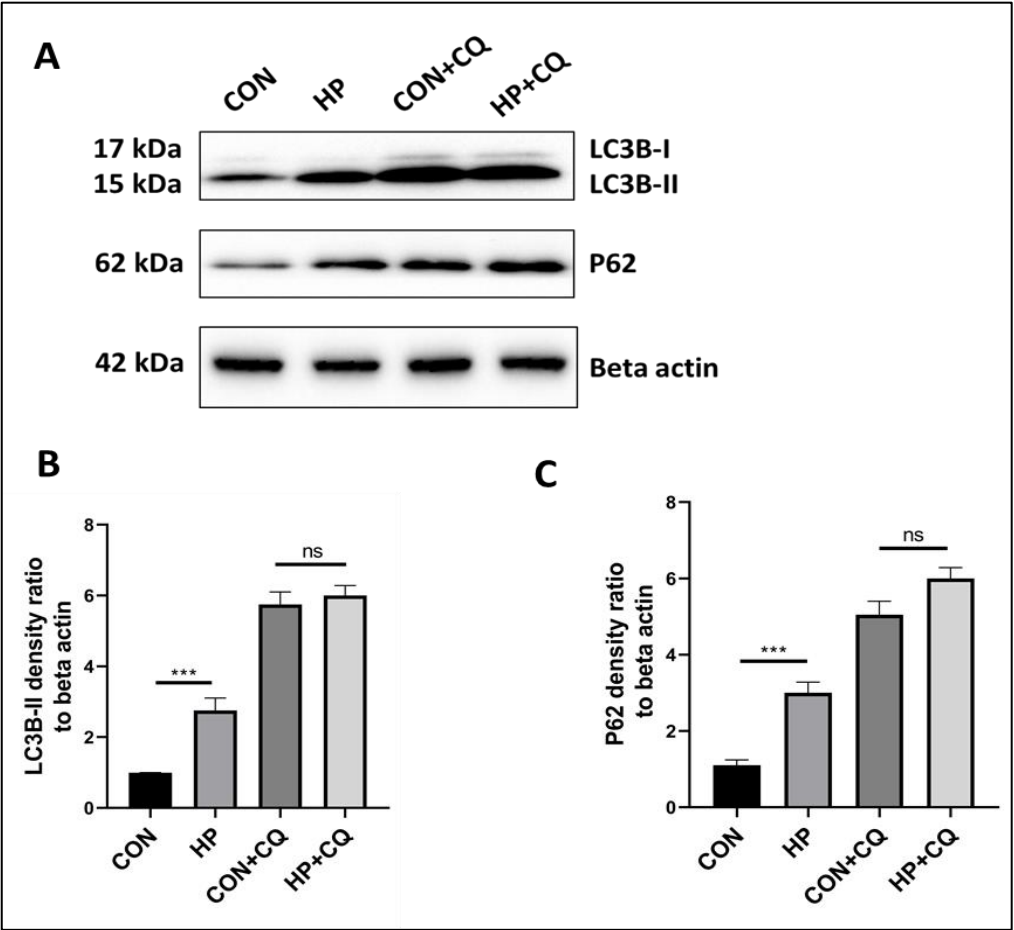 A
CON HP CON+CQ HP+CQ
17 kDa LC3B-I
15 kDa LC3B-II
62 kDa P62
42 kDa Beta actin
B
LC3B-II density ratio
to beta actin
8
6
4
2
0
***
ns
CON HP CON+CQ HP+CQ
C
P62 density ratio
to beta actin
8
6
4
2
0
***
ns
CON HP CON+CQ HP+CQ